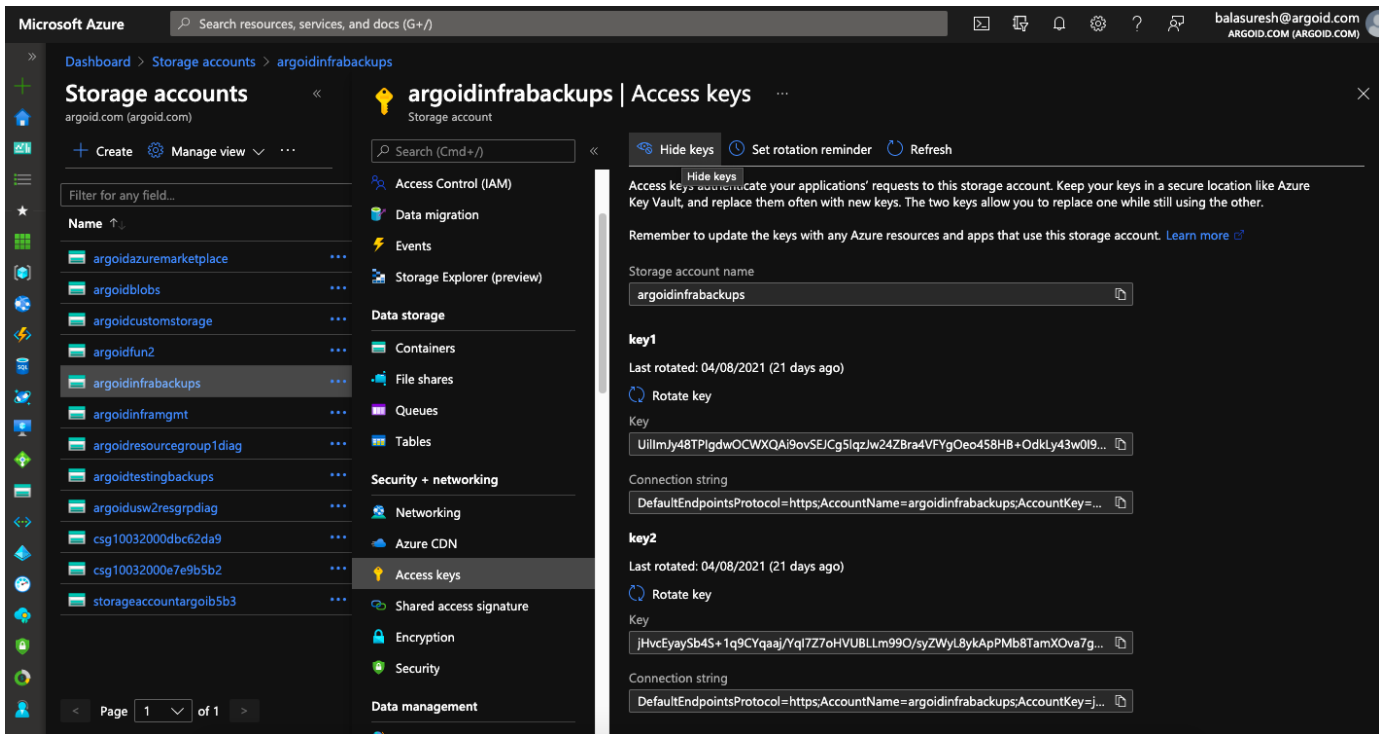 Microsoft Azure
Search resources, services, and docs (G+/)
balasuresh@argoid.com
ARGOID.COM (ARGOID.COM)
Dashboard > Storage accounts > argoidinfrabackups
Storage accounts
argoid.com (argoid.com)
Create Manage view
Filter for any field...
Name
argoidazuremarketplace
argoidblobs
argoidcustomstorage
argoidfun2
argoidinfrabackups
argoidinframgmt
argoidresourcegroup1diag
argoidtestingbackups
argoidusw2resgrpdiag
csg10032000dbc62da9
csg10032000e7e9b5b2
storageaccountargoib5b3
< Page 1 of 1 >
argoidinfrabackups | Access keys ...
Storage account
Search (Cmd+/)
Access Control (IAM)
Data migration
Events
Storage Explorer (preview)
Data storage
Containers
File shares
Queues
Tables
Security + networking
Networking
Azure CDN
Access keys
Shared access signature
Encryption
Security
Data management
Hide keys Set rotation reminder Refresh
Hide keys
Access keys authenticate your applications' requests to this storage account. Keep your keys in a secure location like Azure
Key Vault, and replace them often with new keys. The two keys allow you to replace one while still using the other.
Remember to update the keys with any Azure resources and apps that use this storage account. Learn more
Storage account name
argoidinfrabackups
key1
Last rotated: 04/08/2021 (21 days ago)
Rotate key
Key
Connection string
DefaultEndpointsProtocol=https;AccountName=argoidinfrabackups;AccountKey=...
key2
Last rotated: 04/08/2021 (21 days ago)
Rotate key
Key
Connection string
DefaultEndpointsProtocol=https;AccountName=argoidinfrabackups;AccountKey=j...